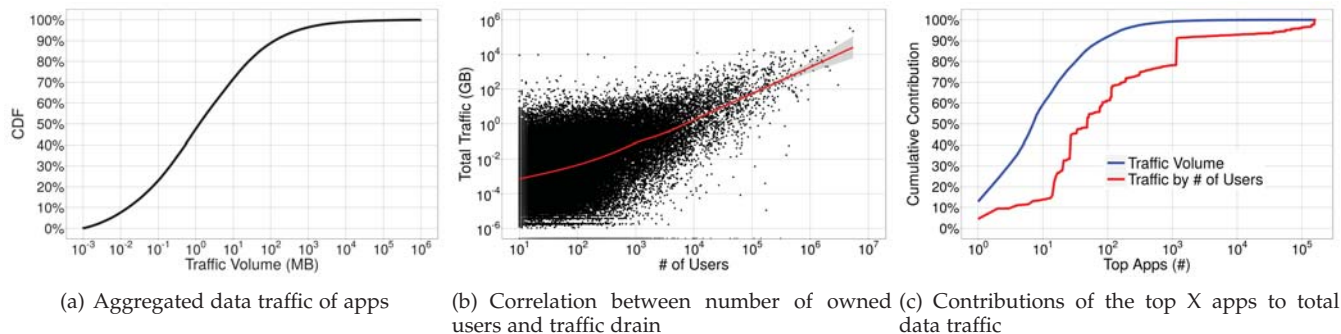 100%
90%
80%
70%
60%
50%
40%
30%
20%
10%
0%
CDF
10⁻³ 10⁻² 10⁻¹ 10⁰ 10¹ 10² 10³ 10⁴ 10⁵ 10⁶
Traffic Volume (MB)
(a) Aggregated data traffic of apps
10⁶
10⁴
10²
10⁰
10⁻²
10⁻⁴
10⁻⁶
Total Traffic (GB)
10¹ 10² 10³ 10⁴ 10⁵ 10⁶ 10⁷
# of Users
(b) Correlation between number of owned
users and traffic drain
100%
90%
80%
70%
60%
50%
40%
30%
20%
10%
0%
Cumulative Contribution
Traffic Volume
Traffic by # of Users
10⁰ 10¹ 10² 10³ 10⁴ 10⁵
Top Apps (#)
(c) Contributions of the top X apps to total
data traffic